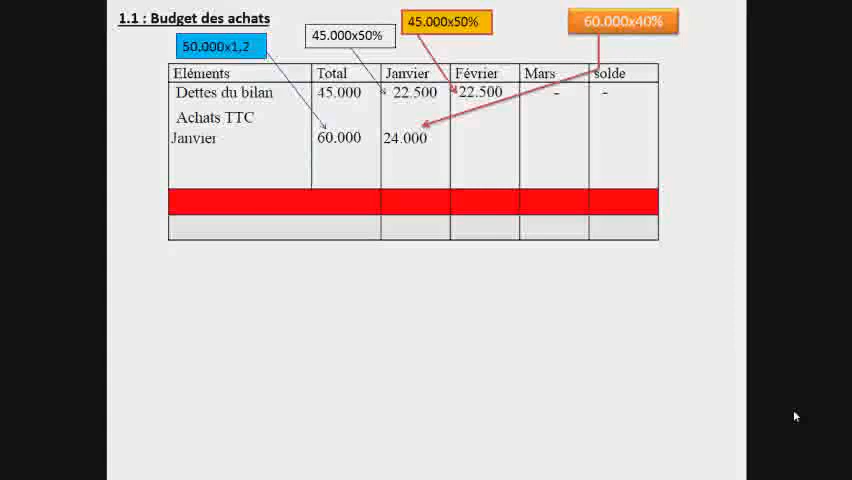 1.1 : Budget des achats
50.000x1,2
45.000x50%
45.000x50%
60.000x40%
Eléments Total Janvier Février Mars solde
Dettes du bilan 45.000 22.500 22.500 - -
Achats TTC
Janvier 60.000 24.000